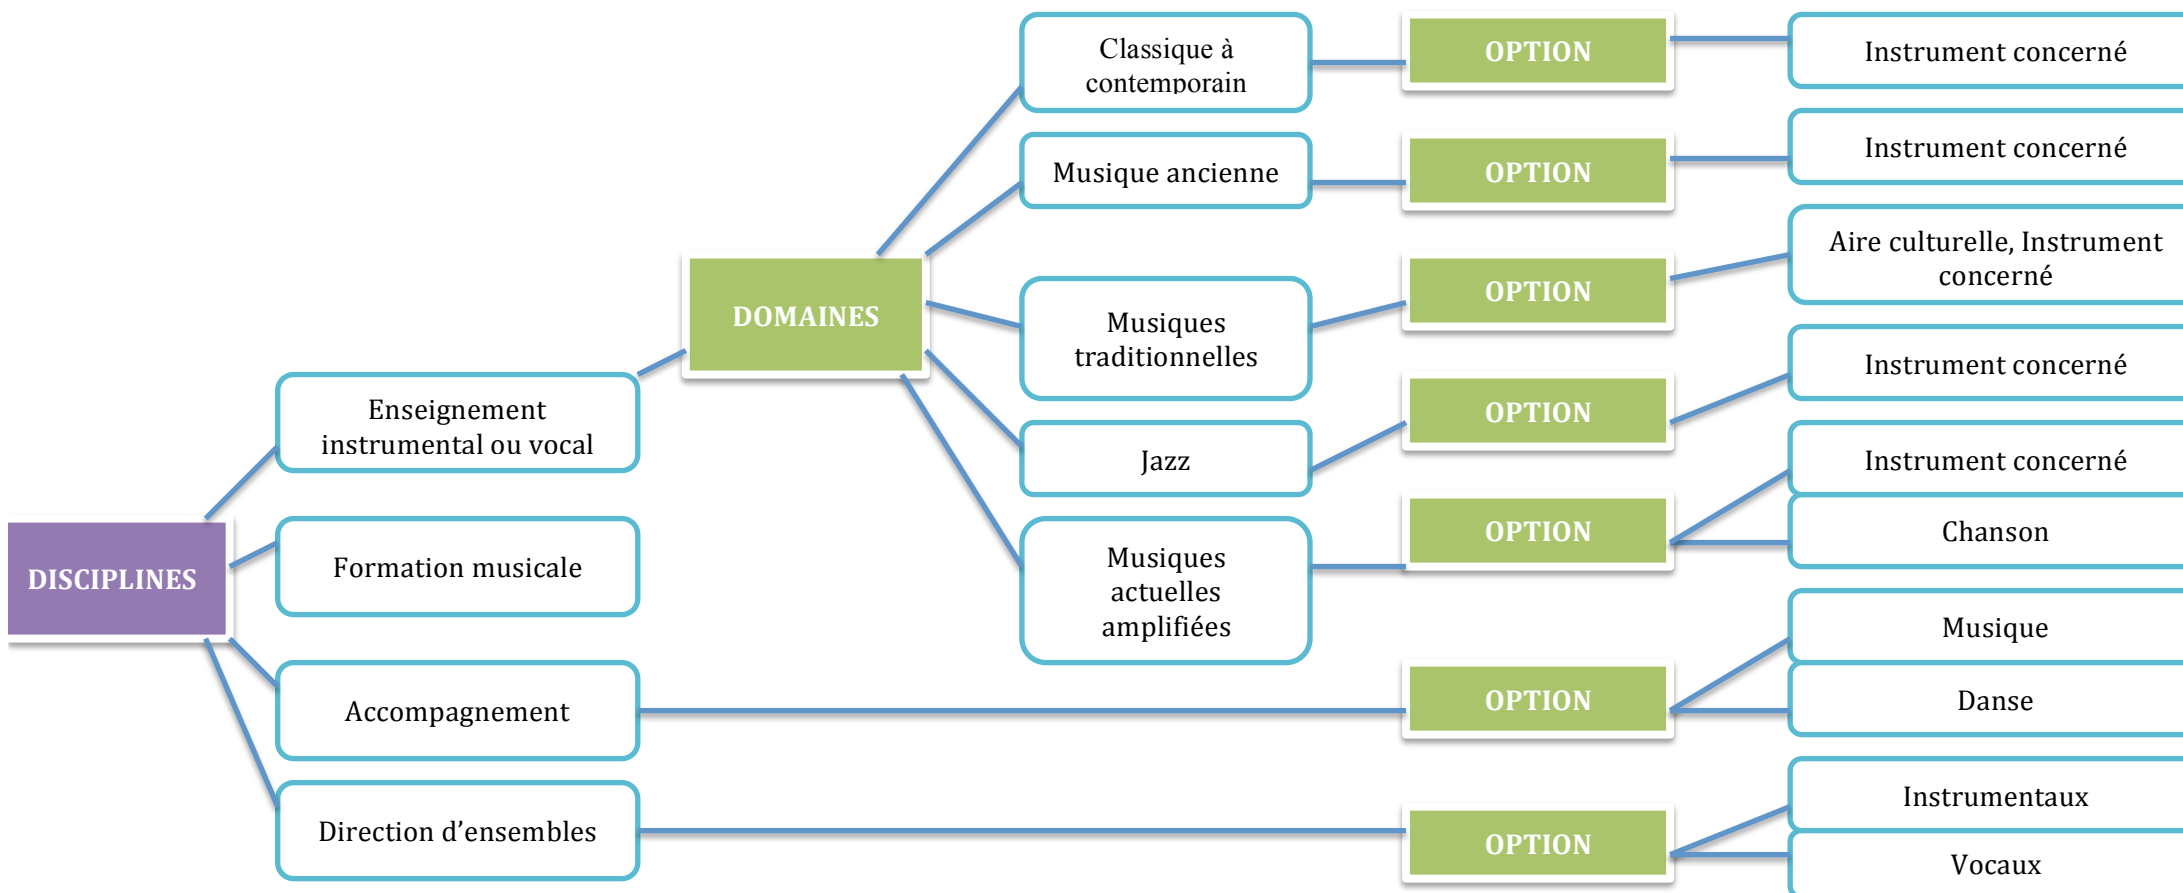 DISCIPLINES
Enseignement
instrumental ou vocal
Formation musicale
Accompagnement
Direction d’ensembles
DOMAINES
Classique à
contemporain
Musique ancienne
Musiques
traditionnelles
Jazz
Musiques
actuelles
amplifiées
OPTION
OPTION
OPTION
OPTION
OPTION
OPTION
OPTION
Instrument concerné
Instrument concerné
Aire culturelle, Instrument
concerné
Instrument concerné
Instrument concerné
Chanson
Musique
Danse
Instrumentaux
Vocaux